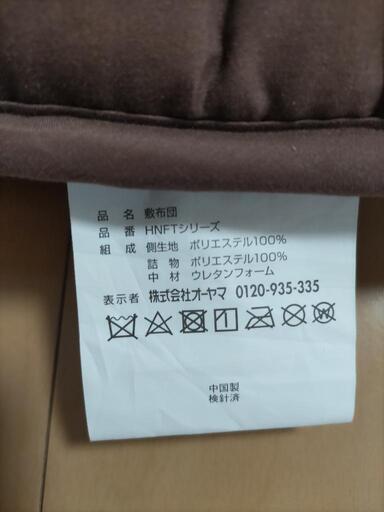 品 名 敷布団
品 番 HNFTシリーズ
組 成 側生地 ポリエステル100%
詰 物 ポリエステル100%
中 材 ウレタンフォーム
表示者 株式会社オーヤマ 0120-935-335
中国製
検針済